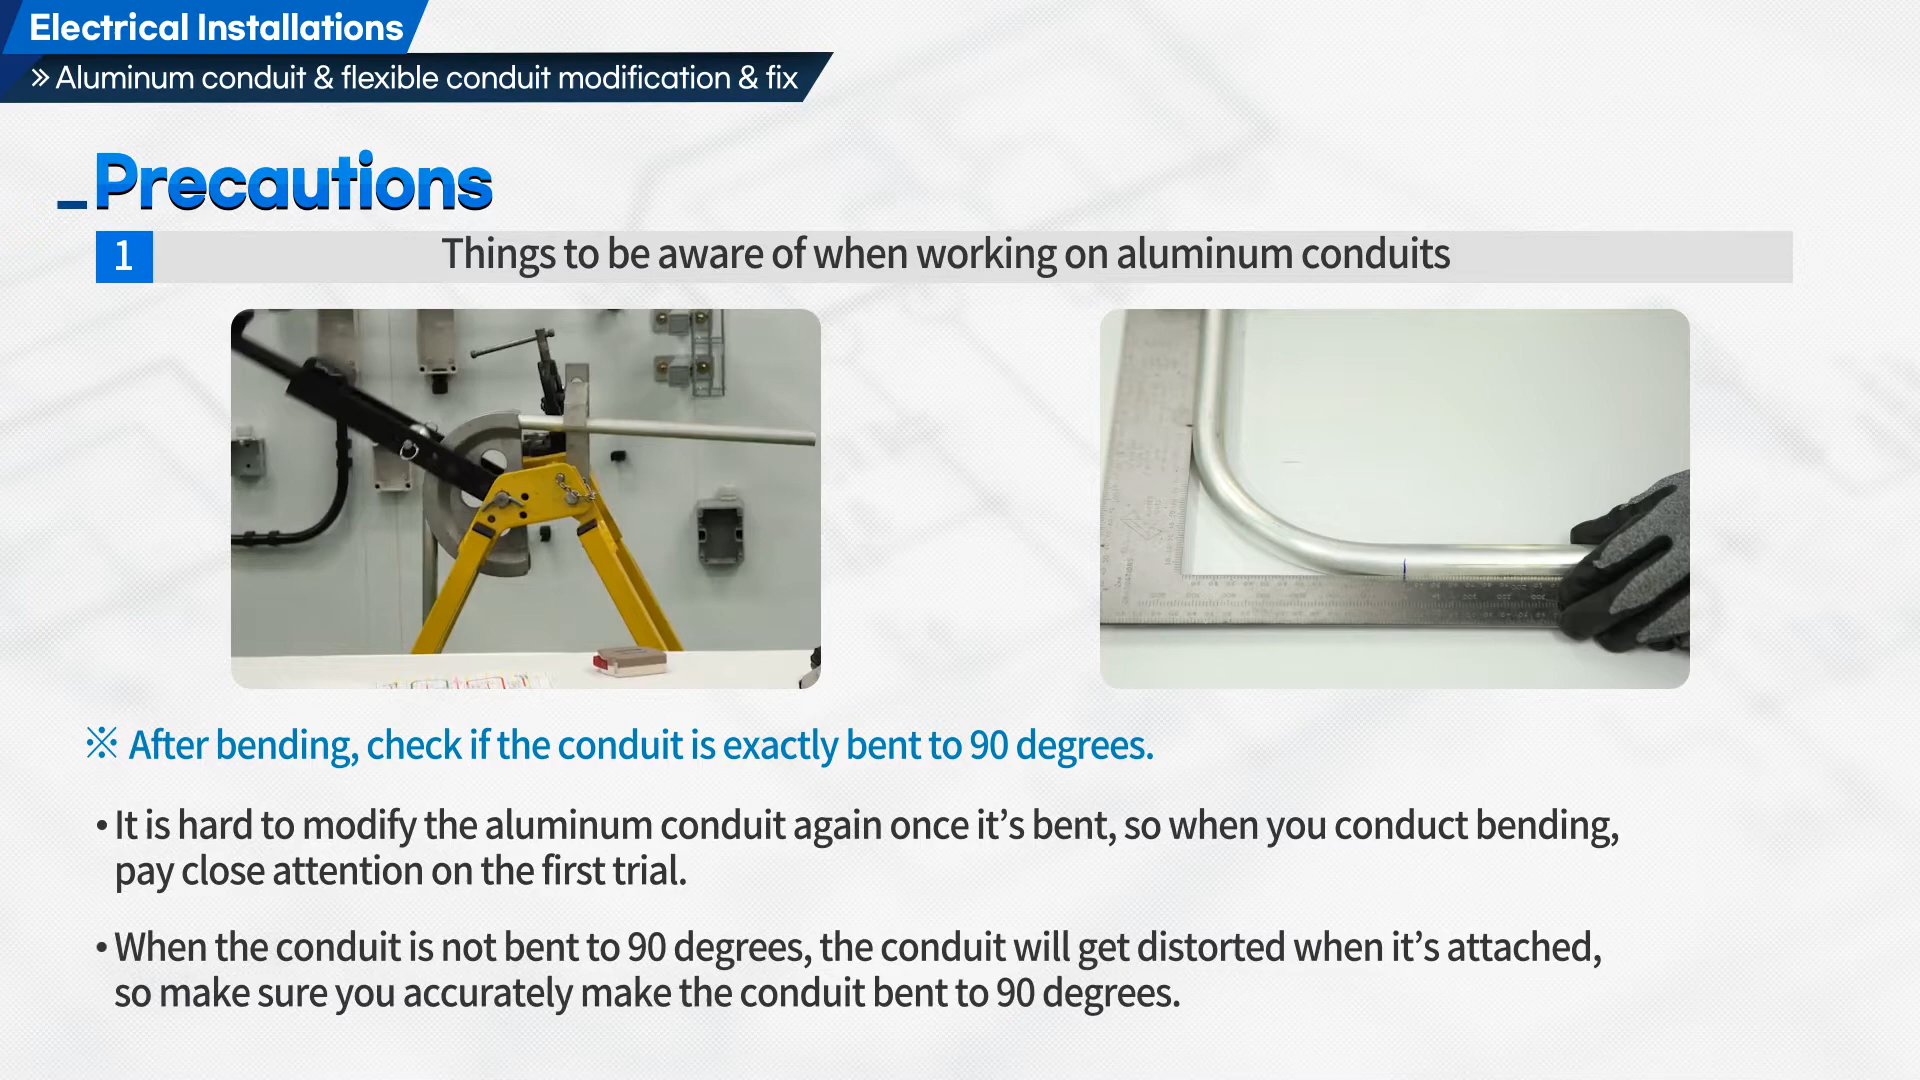 Electrical Installations
» Aluminum conduit & flexible conduit modification & fix
Precautions
1 Things to be aware of when working on aluminum conduits
※ After bending, check if the conduit is exactly bent to 90 degrees.
• It is hard to modify the aluminum conduit again once it’s bent, so when you conduct bending,
pay close attention on the first trial.
• When the conduit is not bent to 90 degrees, the conduit will get distorted when it’s attached,
so make sure you accurately make the conduit bent to 90 degrees.